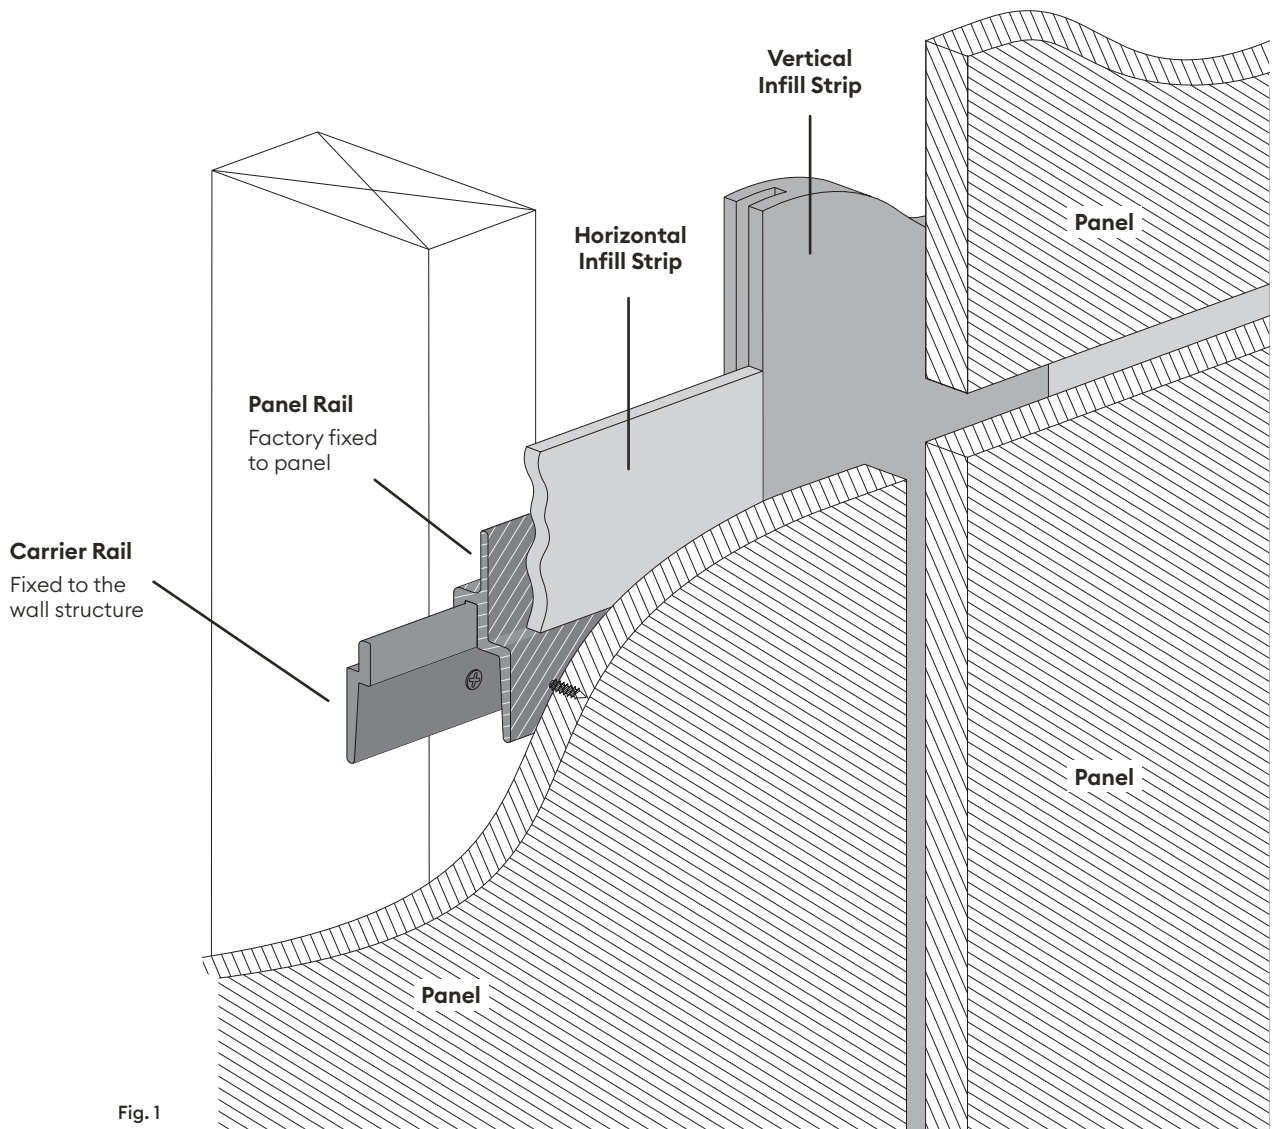 Vertical
Infill Strip
Panel
Horizontal
Infill Strip
Panel Rail
Factory fixed
to panel
Carrier Rail
Fixed to the
wall structure
Panel
Panel
Fig. 1